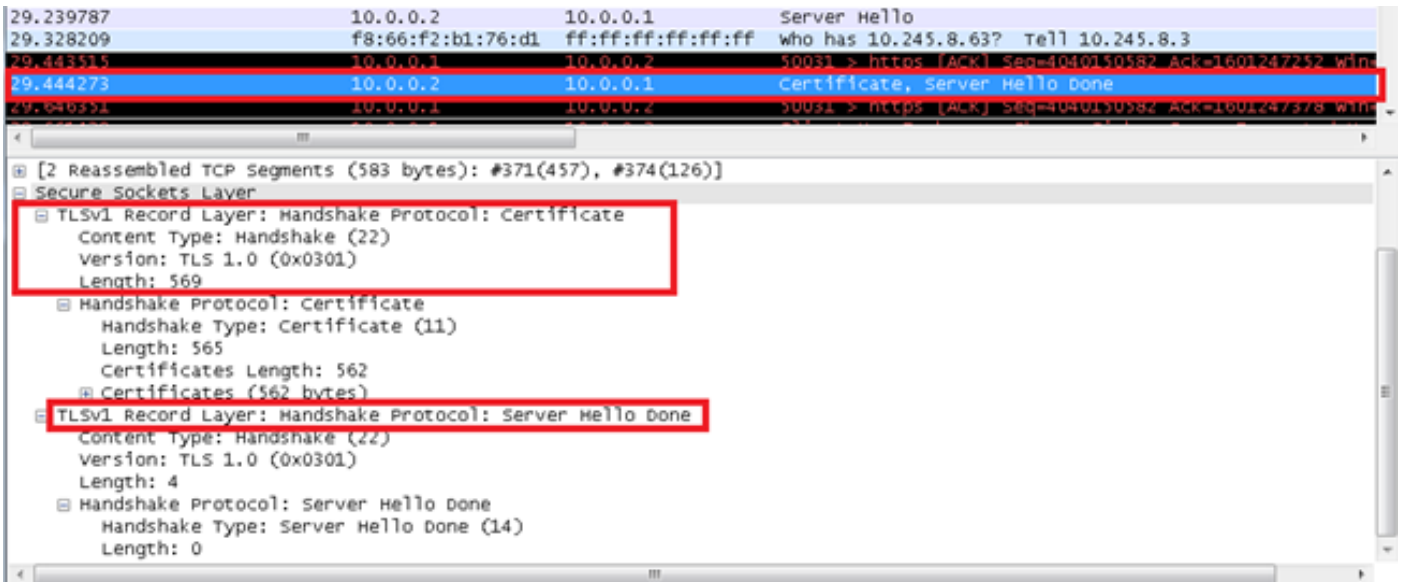 29.239787 10.0.0.2 10.0.0.1 Server Hello
29.328209 f8:66:f2:b1:76:d1 ff:ff:ff:ff:ff:ff Who has 10.245.8.63? Tell 10.245.8.3
29.443515 10.0.0.1 10.0.0.2 50031 > https [ACK] Seq=4040150582 Ack=1601247252 Win=
29.444273 10.0.0.2 10.0.0.1 Certificate, Server Hello Done
29.646351 10.0.0.1 10.0.0.2 50031 > https [ACK] Seq=4040150582 Ack=1601247378 Win=
[2 Reassembled TCP Segments (583 bytes): #371(457), #374(126)]
Secure Sockets Layer
TLSv1 Record Layer: Handshake Protocol: Certificate
Content Type: Handshake (22)
Version: TLS 1.0 (0x0301)
Length: 569
Handshake Protocol: Certificate
Handshake Type: Certificate (11)
Length: 565
Certificates Length: 562
Certificates (562 bytes)
TLSv1 Record Layer: Handshake Protocol: Server Hello Done
Content Type: Handshake (22)
Version: TLS 1.0 (0x0301)
Length: 4
Handshake Protocol: Server Hello Done
Handshake Type: Server Hello Done (14)
Length: 0